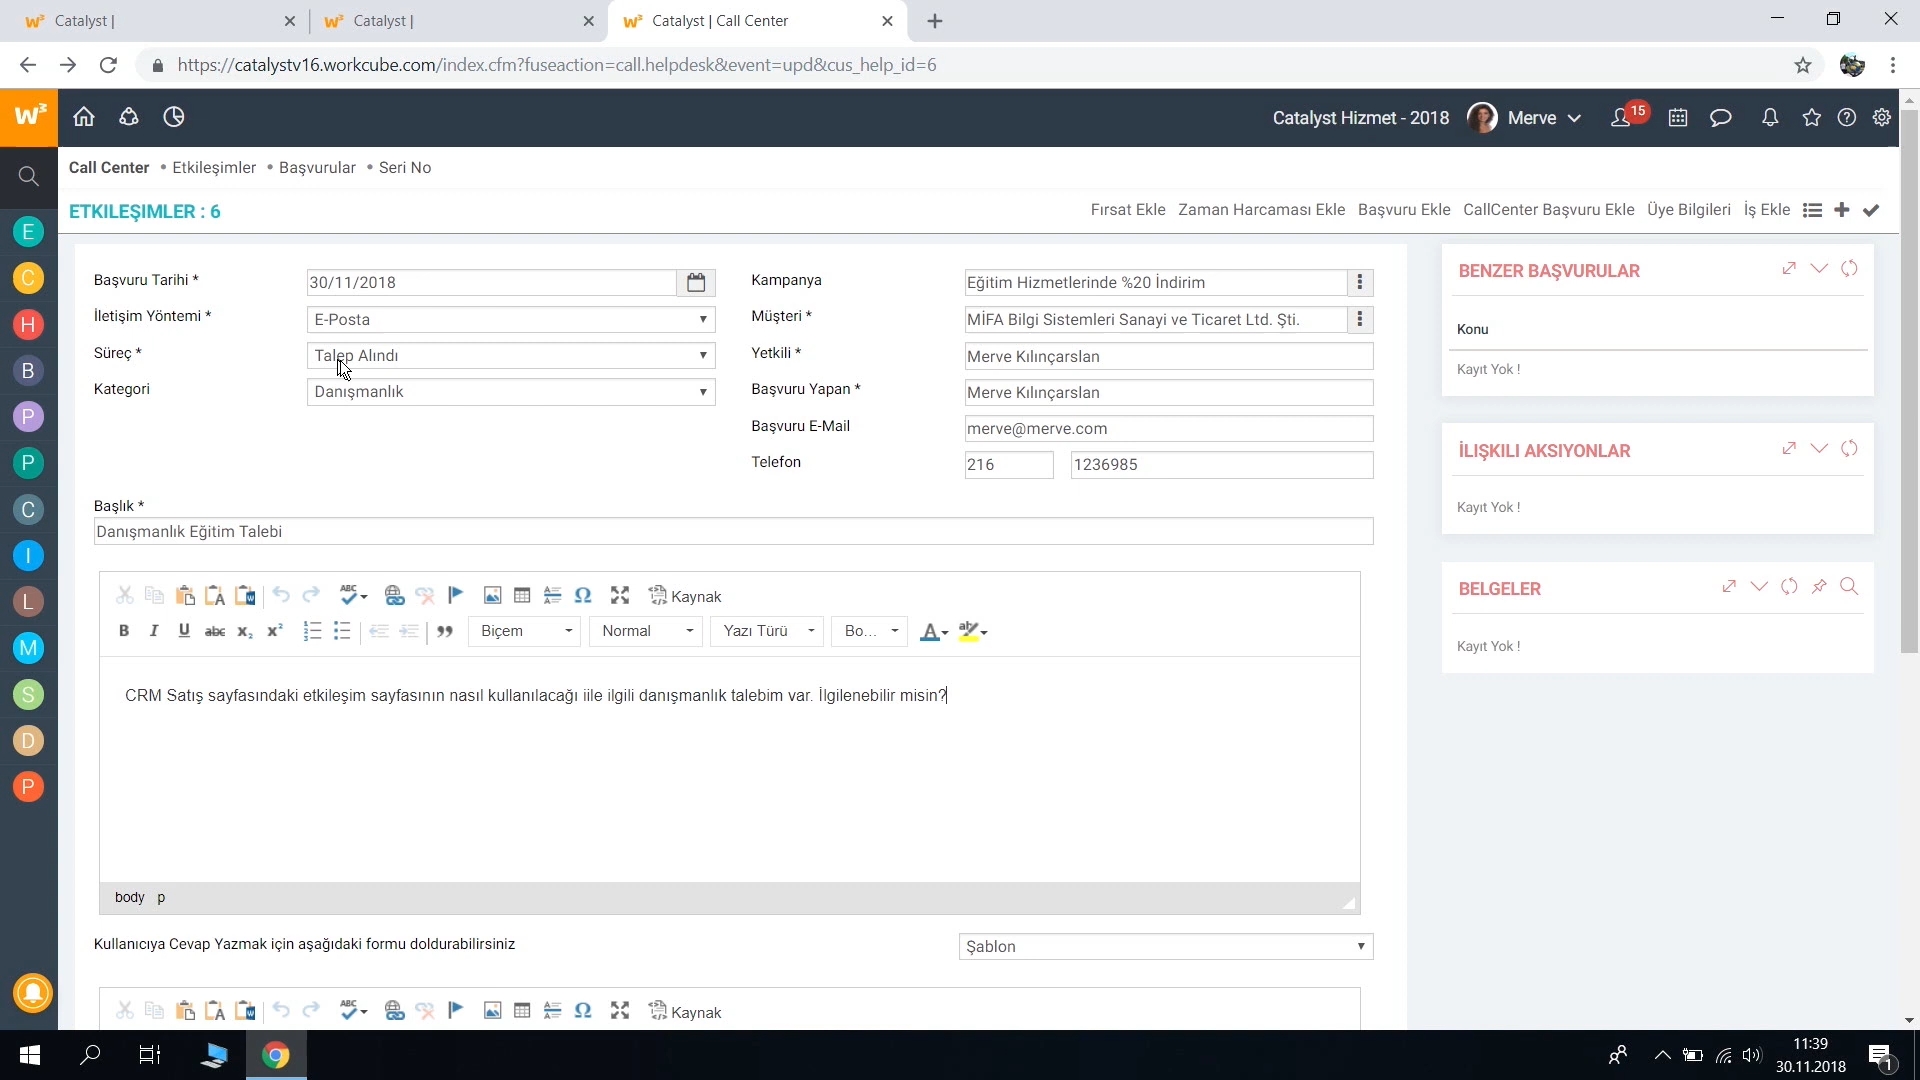 Catalyst |
Catalyst |
Catalyst | Call Center
https://catalystv16.workcube.com/index.cfm?fuseaction=call.helpdesk&event=upd&cus_help_id=6
w³
Catalyst Hizmet - 2018
Merve
15
Call Center • Etkileşimler • Başvurular • Seri No
ETKILEŞIMLER : 6
Fırsat Ekle Zaman Harcaması Ekle Başvuru Ekle CallCenter Başvuru Ekle Üye Bilgileri İş Ekle
E
C
H
B
P
P
C
I
L
M
S
D
P
Başvuru Tarihi *
30/11/2018
İletişim Yöntemi *
E-Posta
Süreç *
Talep Alındı
Kategori
Danışmanlık
Kampanya
Eğitim Hizmetlerinde %20 İndirim
Müşteri *
MİFA Bilgi Sistemleri Sanayi ve Ticaret Ltd. Şti.
Yetkili *
Merve Kılınçarslan
Başvuru Yapan *
Merve Kılınçarslan
Başvuru E-Mail
merve@merve.com
Telefon
216
1236985
Başlık *
Danışmanlık Eğitim Talebi
Kaynak
B I U abc x₂ x²
Biçem
Normal
Yazı Türü
Bo...
CRM Satış sayfasındaki etkileşim sayfasının nasıl kullanılacağı iile ilgili danışmanlık talebim var. İlgilenebilir misin?
body p
Kullanıcıya Cevap Yazmak için aşağıdaki formu doldurabilirsiniz
Şablon
Kaynak
BENZER BAŞVURULAR
Konu
Kayıt Yok !
İLIŞKILI AKSIYONLAR
Kayıt Yok !
BELGELER
Kayıt Yok !
11:39
30.11.2018
1